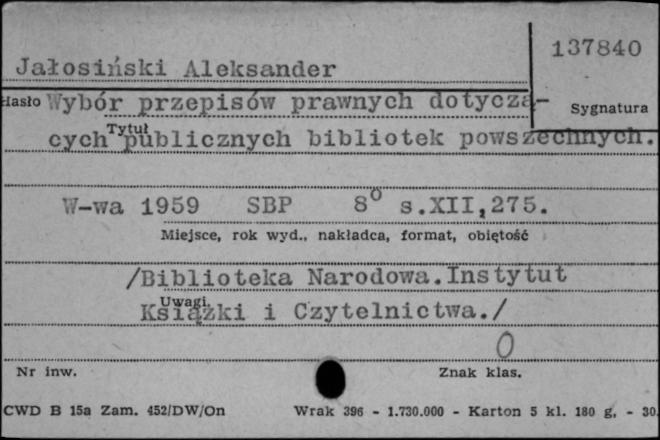 137840
Jałosiński Aleksander
Hasło Wybór przepisów prawnych dotyczą-
Sygnatura
Tytuł
cych publicznych bibliotek powszechnych.
W-wa 1959 SBP 8° s.XII,275.
Miejsce, rok wyd., nakładca, format, objętość
/Biblioteka Narodowa.Instytut
Uwagi
Książki i Czytelnictwa./
0
Nr inw. Znak klas.
CWD B 15a Zam. 452/DW/On Wrak 396 - 1.730.000 - Karton 5 kl. 180 g. - 30.